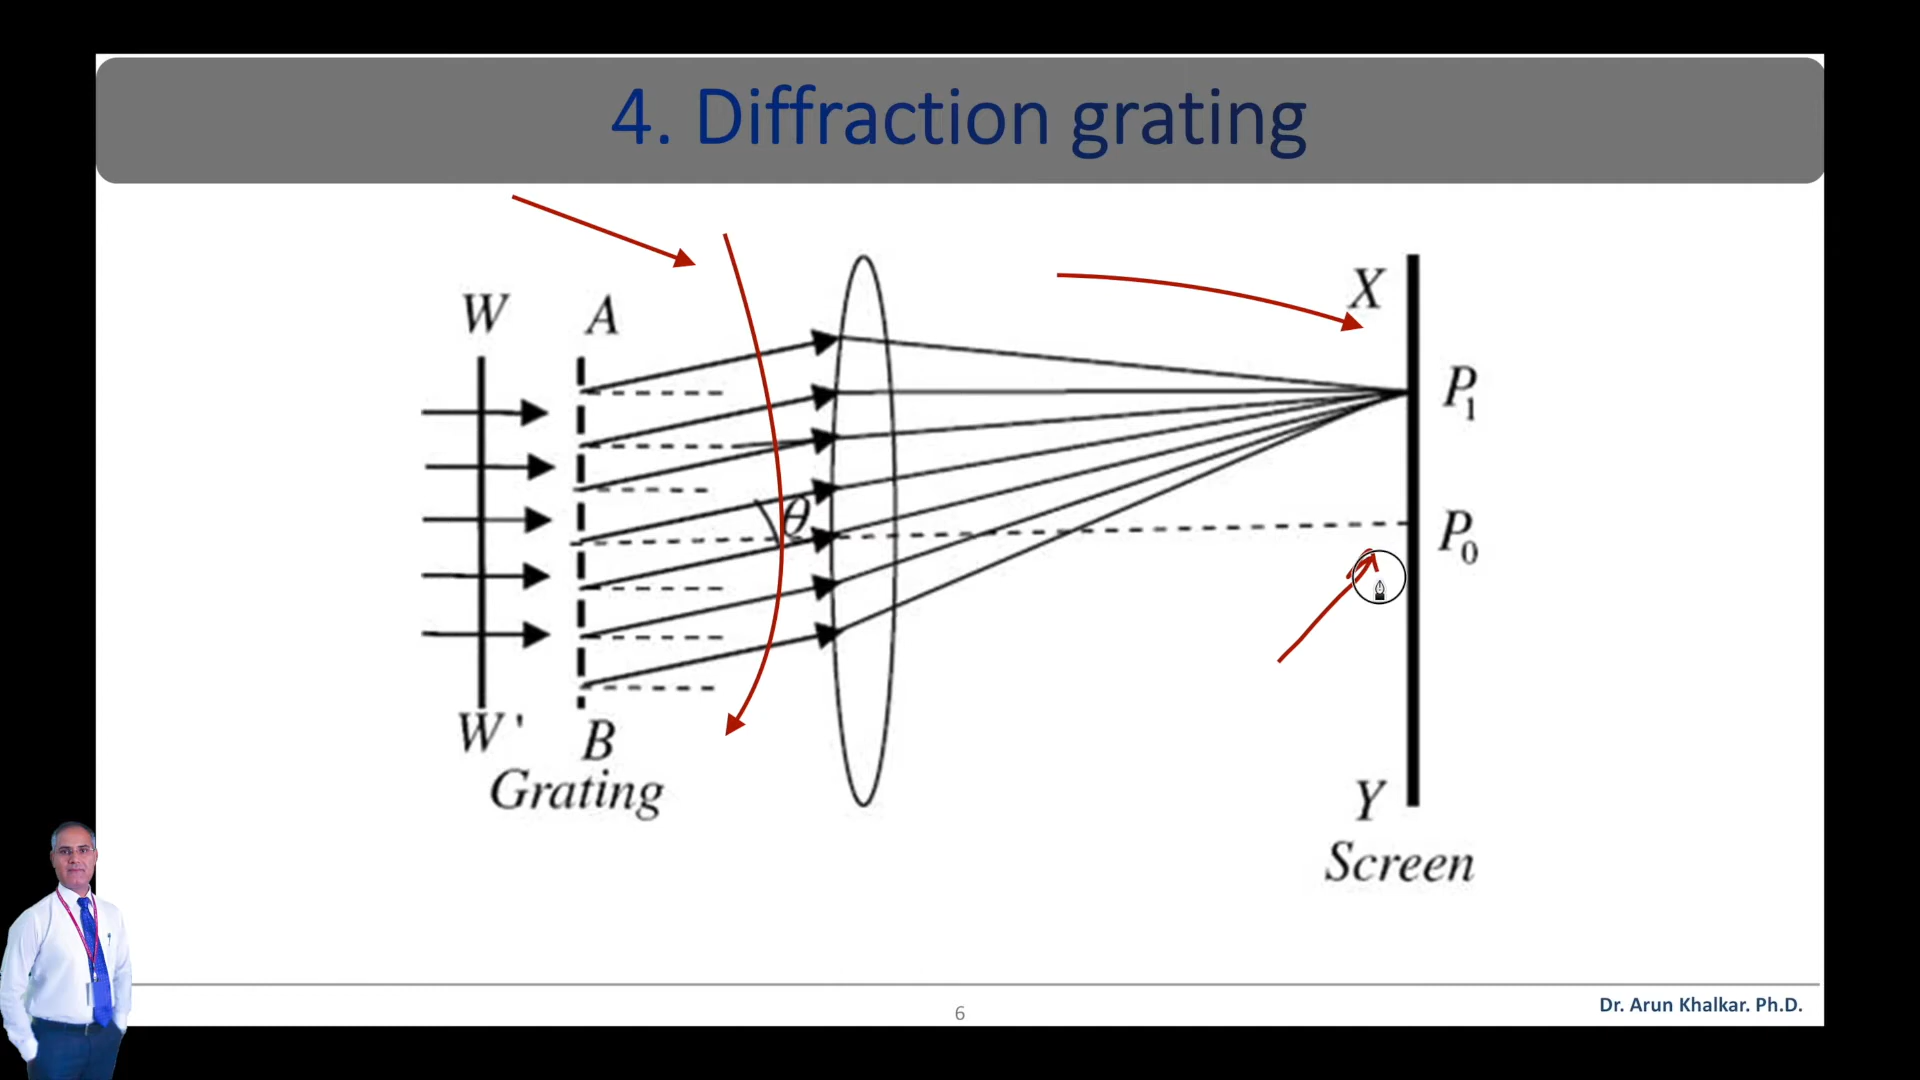 4. Diffraction grating
W
A
X
P1
θ
P0
W'
B
Grating
Y
Screen
6
Dr. Arun Khalkar. Ph.D.